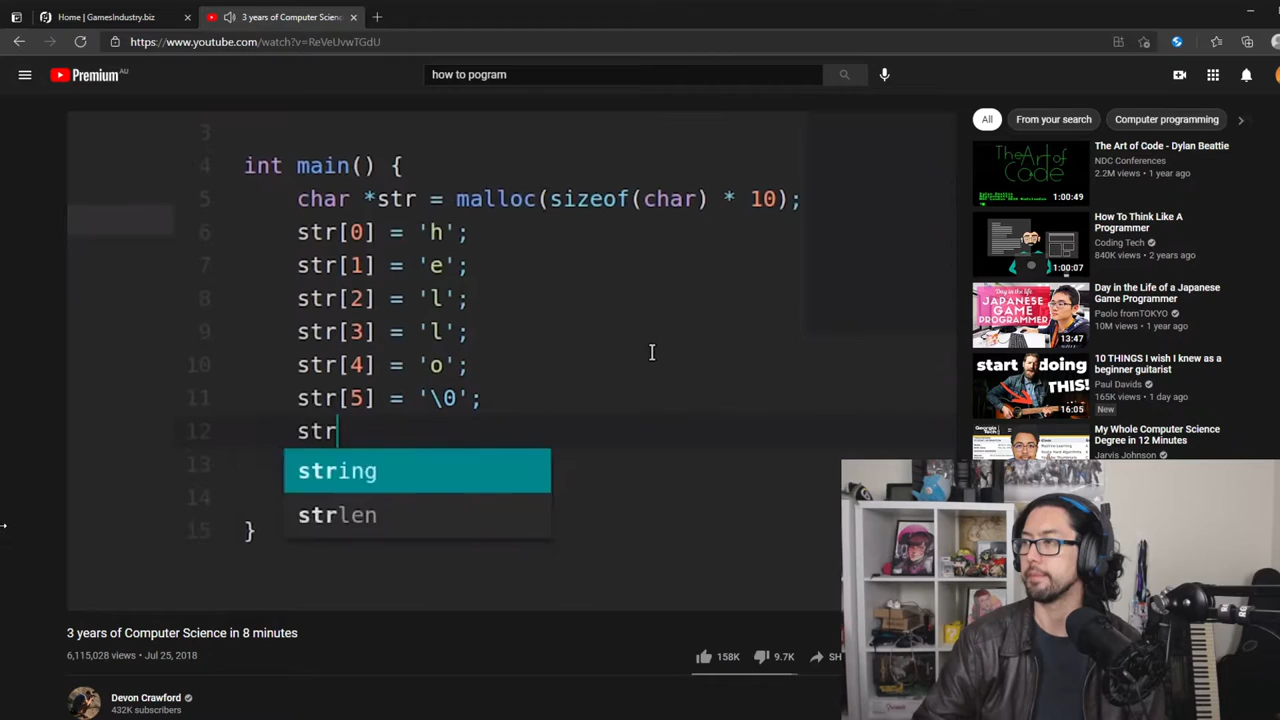 Home | GamesIndustry.biz
3 years of Computer Scienc
https://www.youtube.com/watch?v=ReVeUvwTGdU
Premium AU
how to pogram
3
4 int main() {
5 char *str = malloc(sizeof(char) * 10);
6 str[0] = 'h';
7 str[1] = 'e';
8 str[2] = 'l';
9 str[3] = 'l';
10 str[4] = 'o';
11 str[5] = '\0';
12 str
13 string
14 strlen
15 }
3 years of Computer Science in 8 minutes
6,115,028 views • Jul 25, 2018
158K 9.7K SH
Devon Crawford
432K subscribers
All From your search Computer programming
The Art of Code
1:00:49
The Art of Code - Dylan Beattie
NDC Conferences
2.2M views • 1 year ago
1:00:07
How To Think Like A
Programmer
Coding Tech
840K views • 2 years ago
Day in the life
JAPANESE
GAME
PROGRAMMER
13:47
Day in the Life of a Japanese
Game Programmer
Paolo fromTOKYO
10M views • 1 year ago
start doing
THIS!
16:05
10 THINGS I wish I knew as a
beginner guitarist
Paul Davids
165K views • 1 day ago
New
Georgia
Tech
My Whole Computer Science
Degree in 12 Minutes
Jarvis Johnson